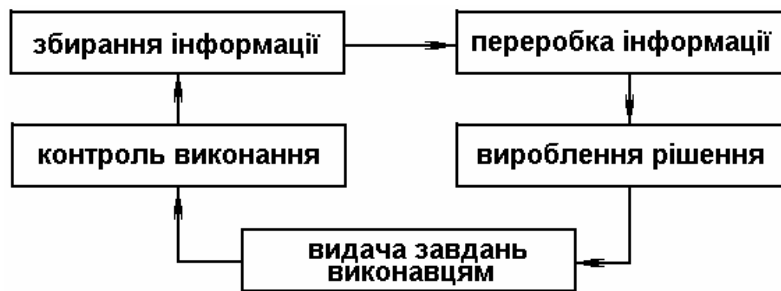 збирання інформації
переробка інформації
контроль виконання
вироблення рішення
видача завдань
виконавцям